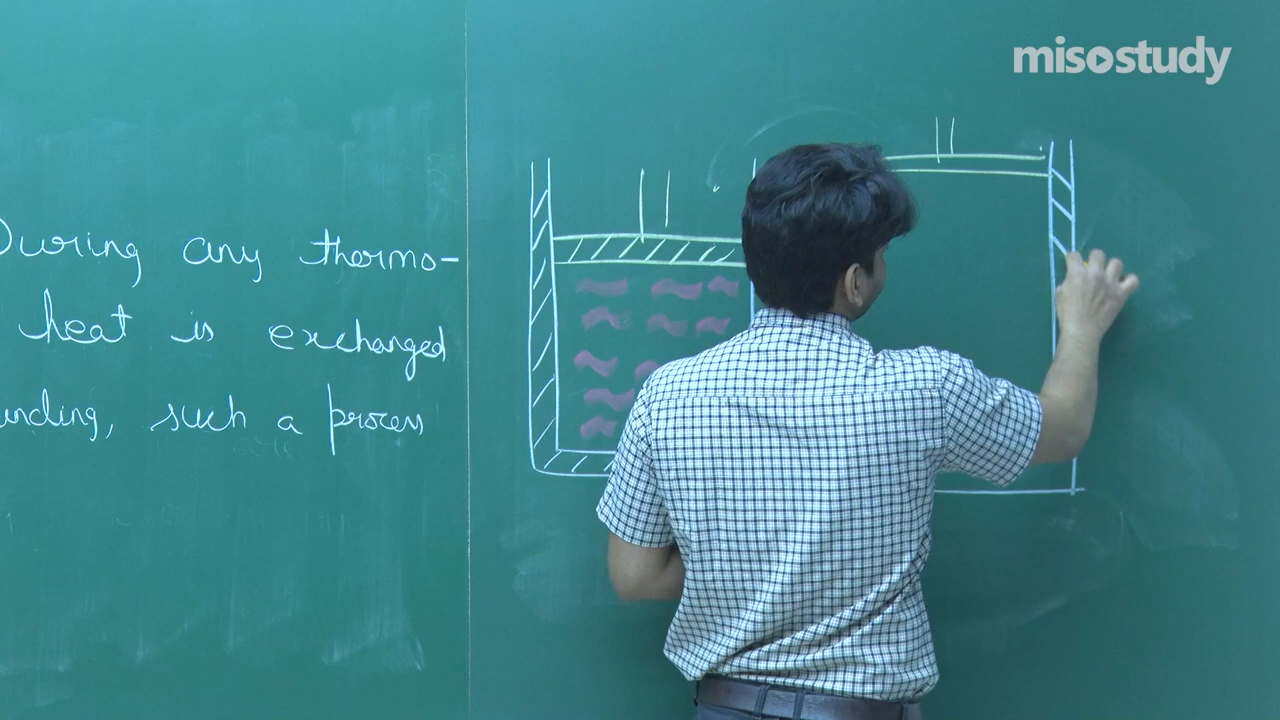 misostudy
During any thermo-
heat is exchanged
unding, such a process